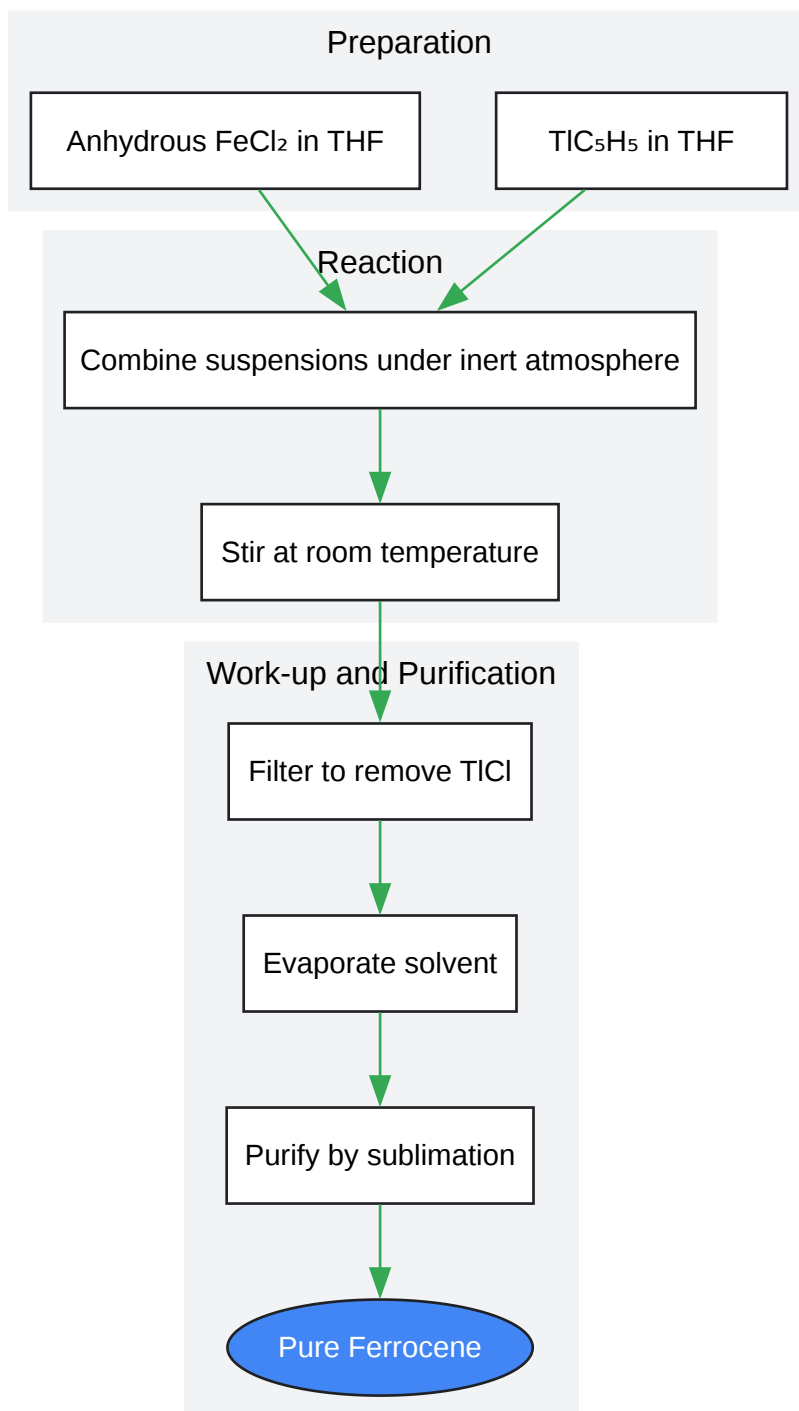 Preparation
Anhydrous FeCl₂ in THF
TlC₅H₅ in THF
Reaction
Combine suspensions under inert atmosphere
Stir at room temperature
Work-up and Purification
Filter to remove TlCl
Evaporate solvent
Purify by sublimation
Pure Ferrocene